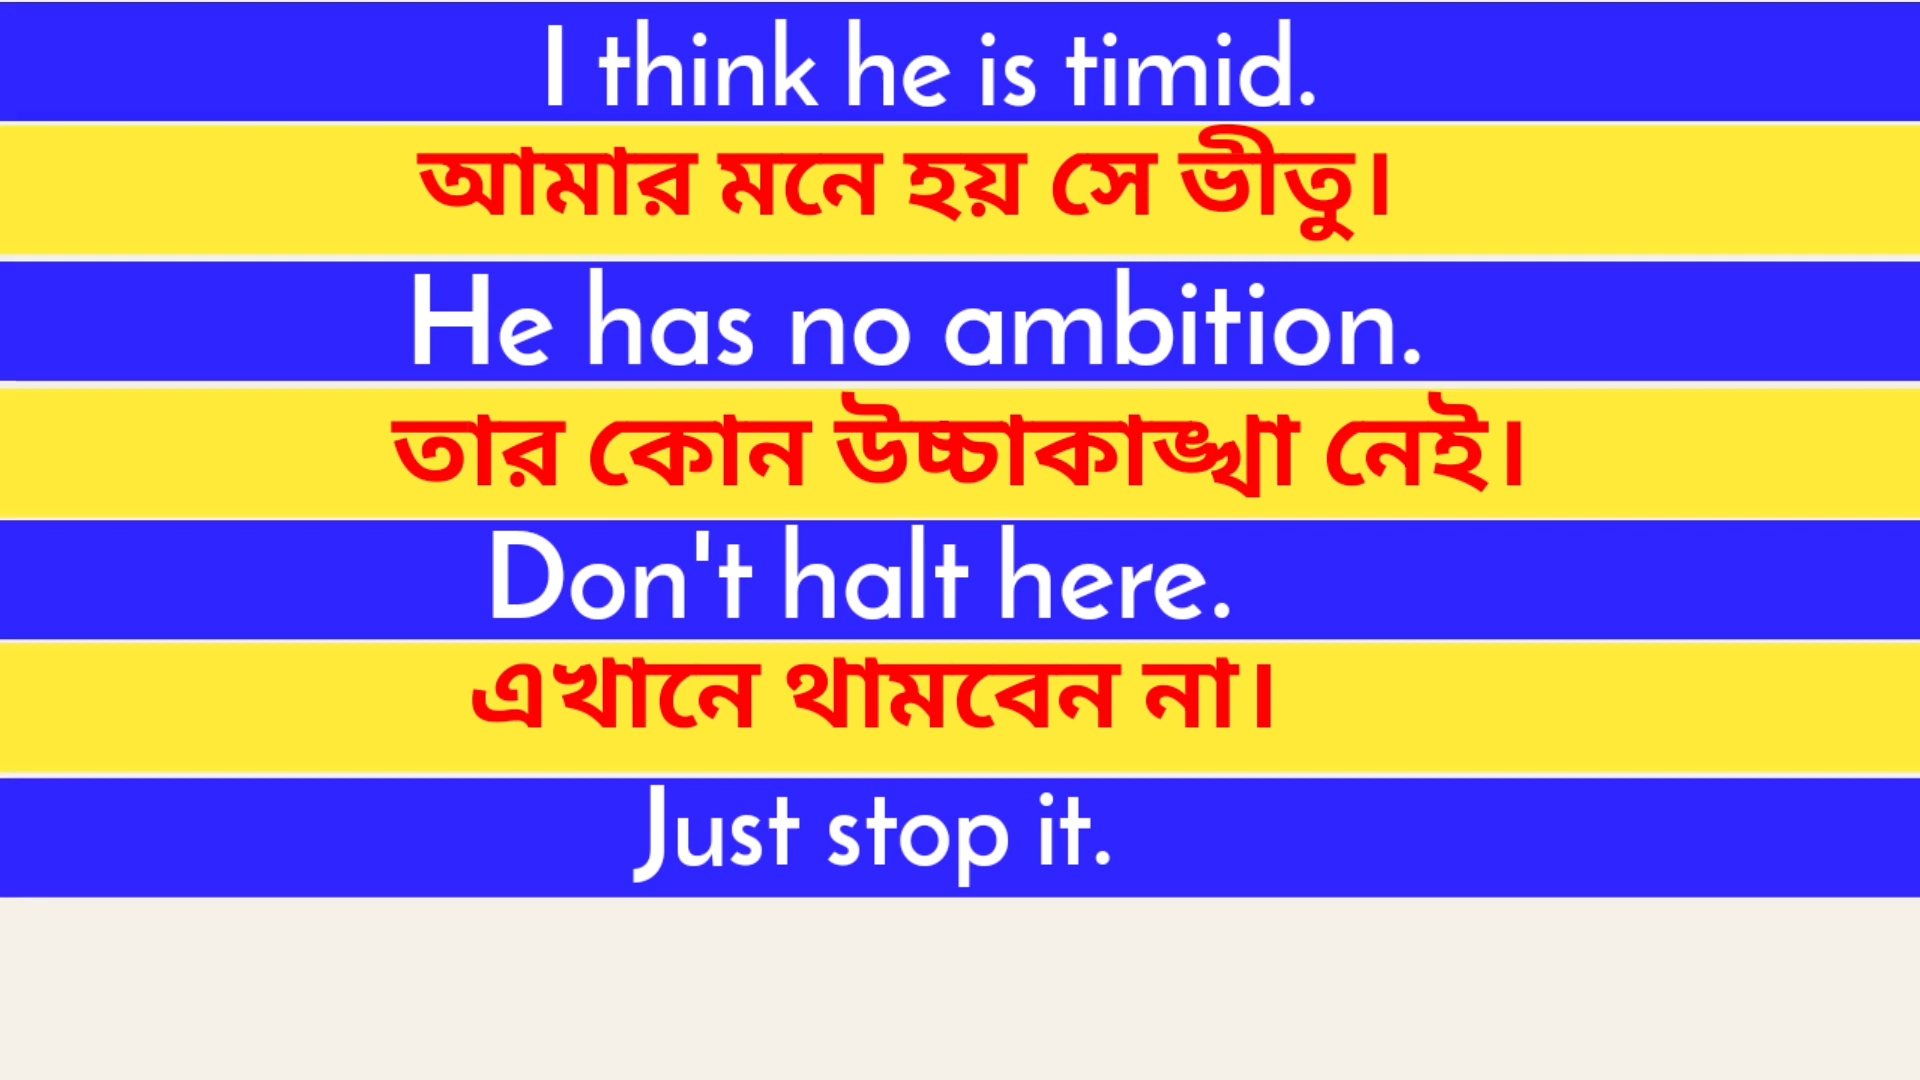 I think he is timid.
আমার মনে হয় সে ভীতু।
He has no ambition.
তার কোন উচ্চাকাঙ্খা নেই।
Don't halt here.
এখানে থামবেন না।
Just stop it.